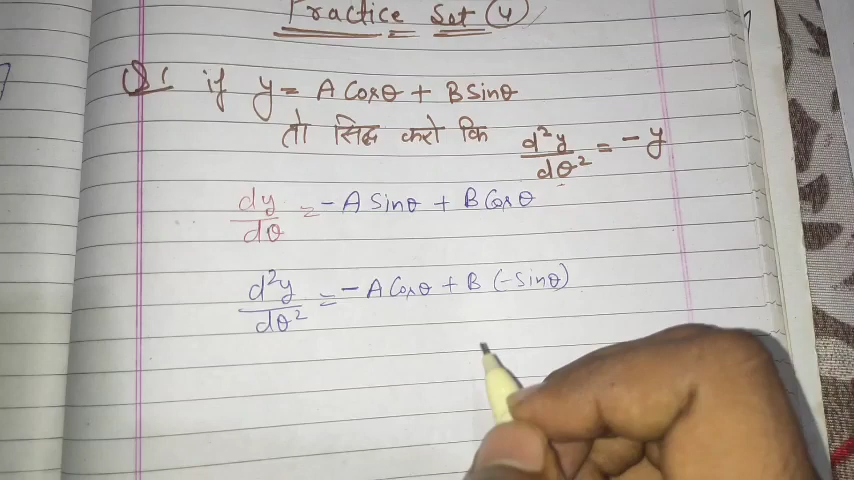 Practice Set 4
Q1 if y = A Cosθ + B Sinθ
तो सिद्ध करो कि d²y/dθ² = -y
dy/dθ = -A Sinθ + B Cosθ
d²y/dθ² = -A Cosθ + B (-Sinθ)